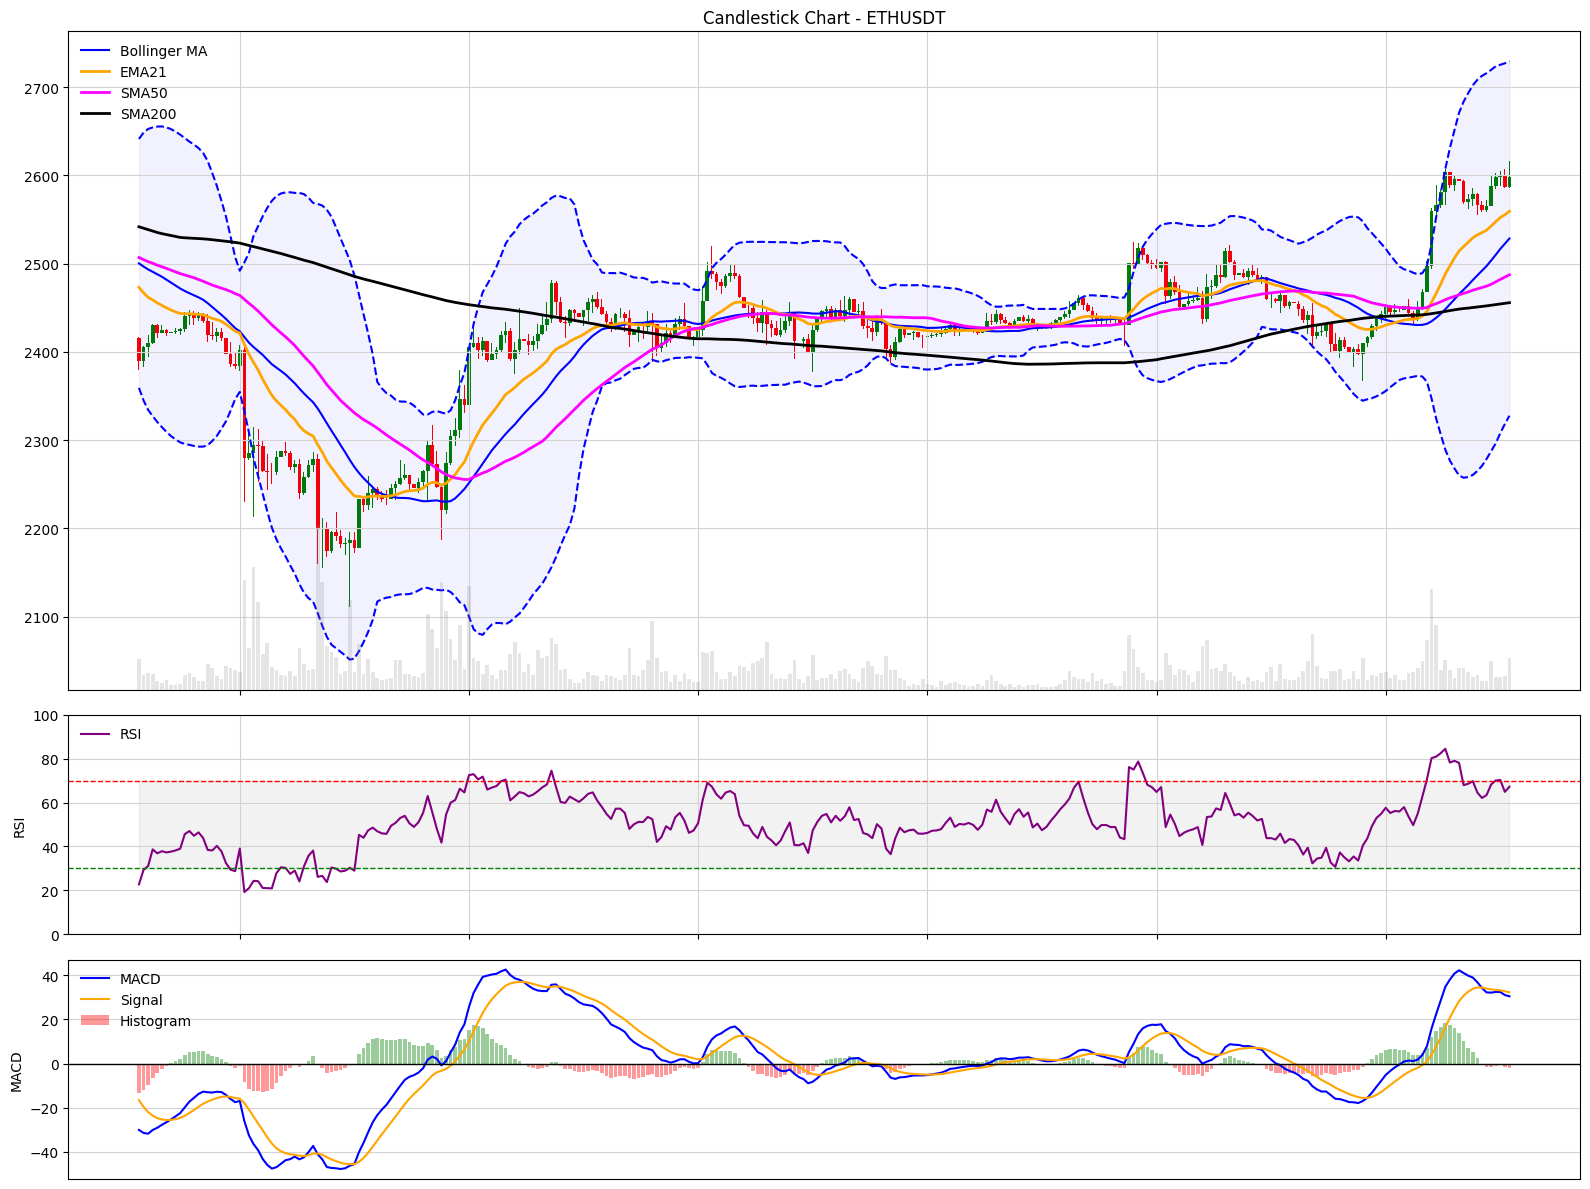 Candlestick Chart - ETHUSDT
Bollinger MA
EMA21
SMA50
SMA200
2700
2600
2500
2400
2300
2200
2100
RSI
100
80
60
40
20
0
RSI
MACD
Signal
Histogram
40
20
0
−20
−40
MACD